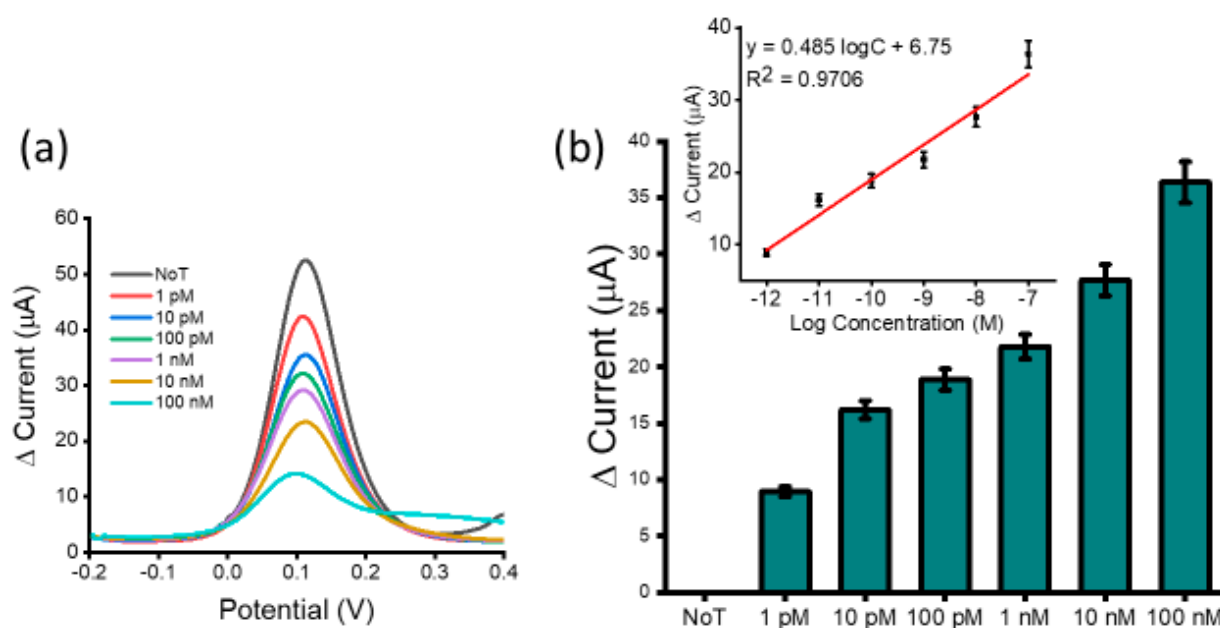 (a)
Δ Current (µA)
60
50
40
30
20
10
0
NoT
1 pM
10 pM
100 pM
1 nM
10 nM
100 nM
-0.2 -0.1 0.0 0.1 0.2 0.3 0.4
Potential (V)
(b)
Δ Current (µA)
40
35
30
25
20
15
10
5
0
NoT 1 pM 10 pM 100 pM 1 nM 10 nM 100 nM
y = 0.485 logC + 6.75
R² = 0.9706
Δ Current (µA)
40
30
20
10
-12 -11 -10 -9 -8 -7
Log Concentration (M)